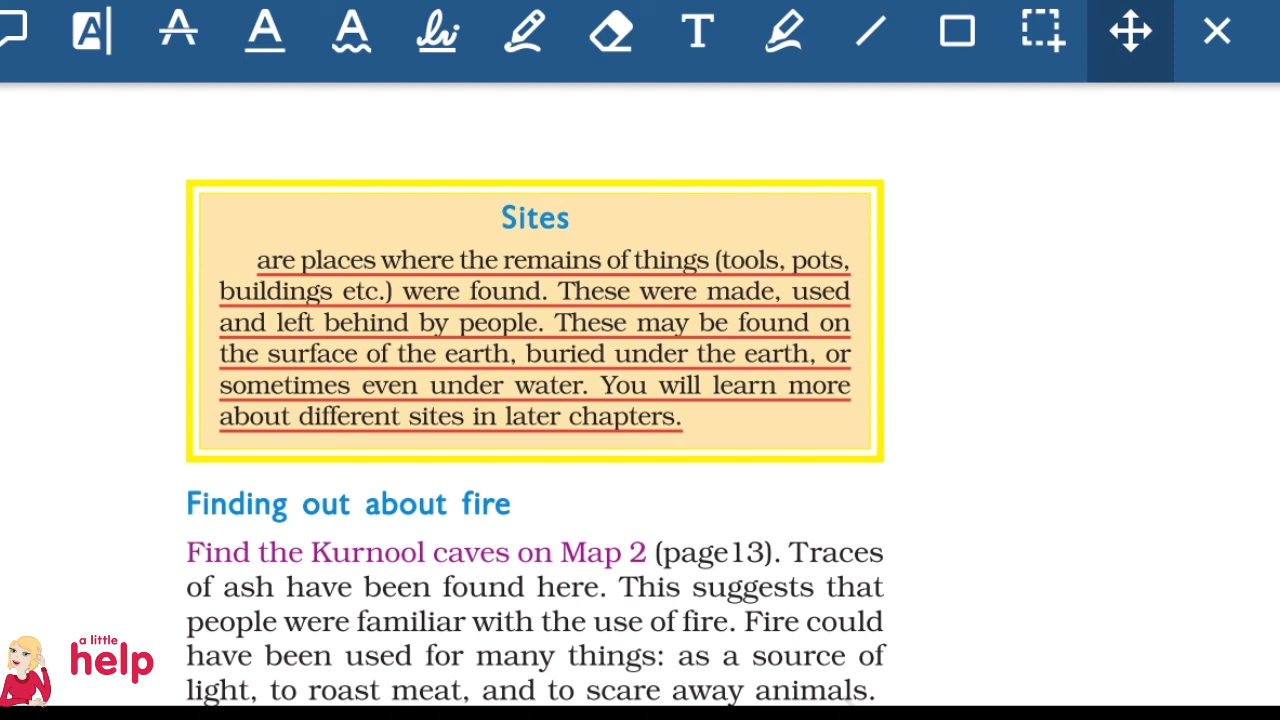 Sites
are places where the remains of things (tools, pots,
buildings etc.) were found. These were made, used
and left behind by people. These may be found on
the surface of the earth, buried under the earth, or
sometimes even under water. You will learn more
about different sites in later chapters.
Finding out about fire
Find the Kurnool caves on Map 2 (page13). Traces
of ash have been found here. This suggests that
people were familiar with the use of fire. Fire could
have been used for many things: as a source of
light, to roast meat, and to scare away animals.
a little
help